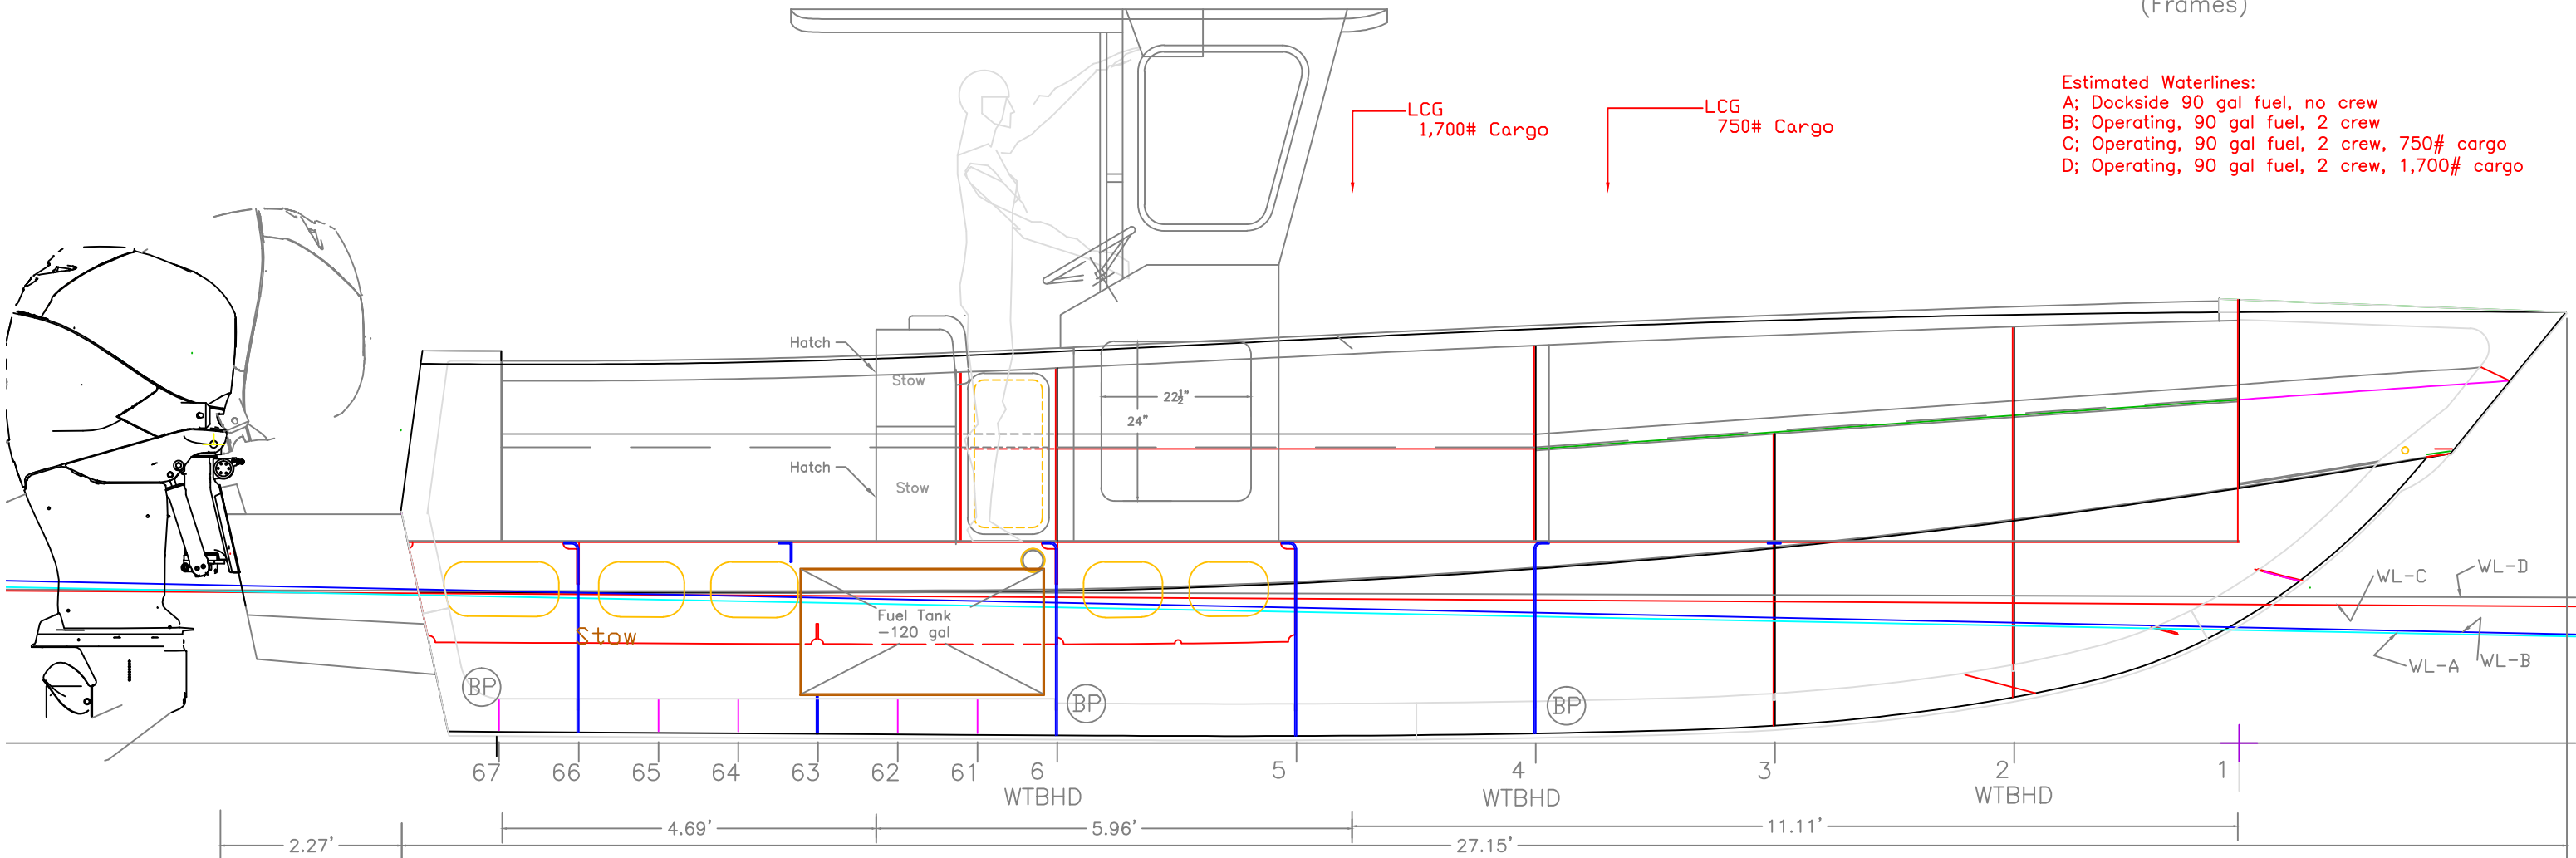 (Frames)
Estimated Waterlines:
A; Dockside 90 gal fuel, no crew
B; Operating, 90 gal fuel, 2 crew
C; Operating, 90 gal fuel, 2 crew, 750# cargo
D; Operating, 90 gal fuel, 2 crew, 1,700# cargo
LCG
1,700# Cargo
LCG
750# Cargo
Hatch
Stow
22½"
24"
Hatch
Stow
WL-C
WL-D
Fuel Tank
-120 gal
Stow
WL-A
WL-B
BP
BP
BP
67
66
65
64
63
62
61
6
5
4
3
2
1
WTBHD
WTBHD
WTBHD
4.69'
5.96'
11.11'
2.27'
27.15'